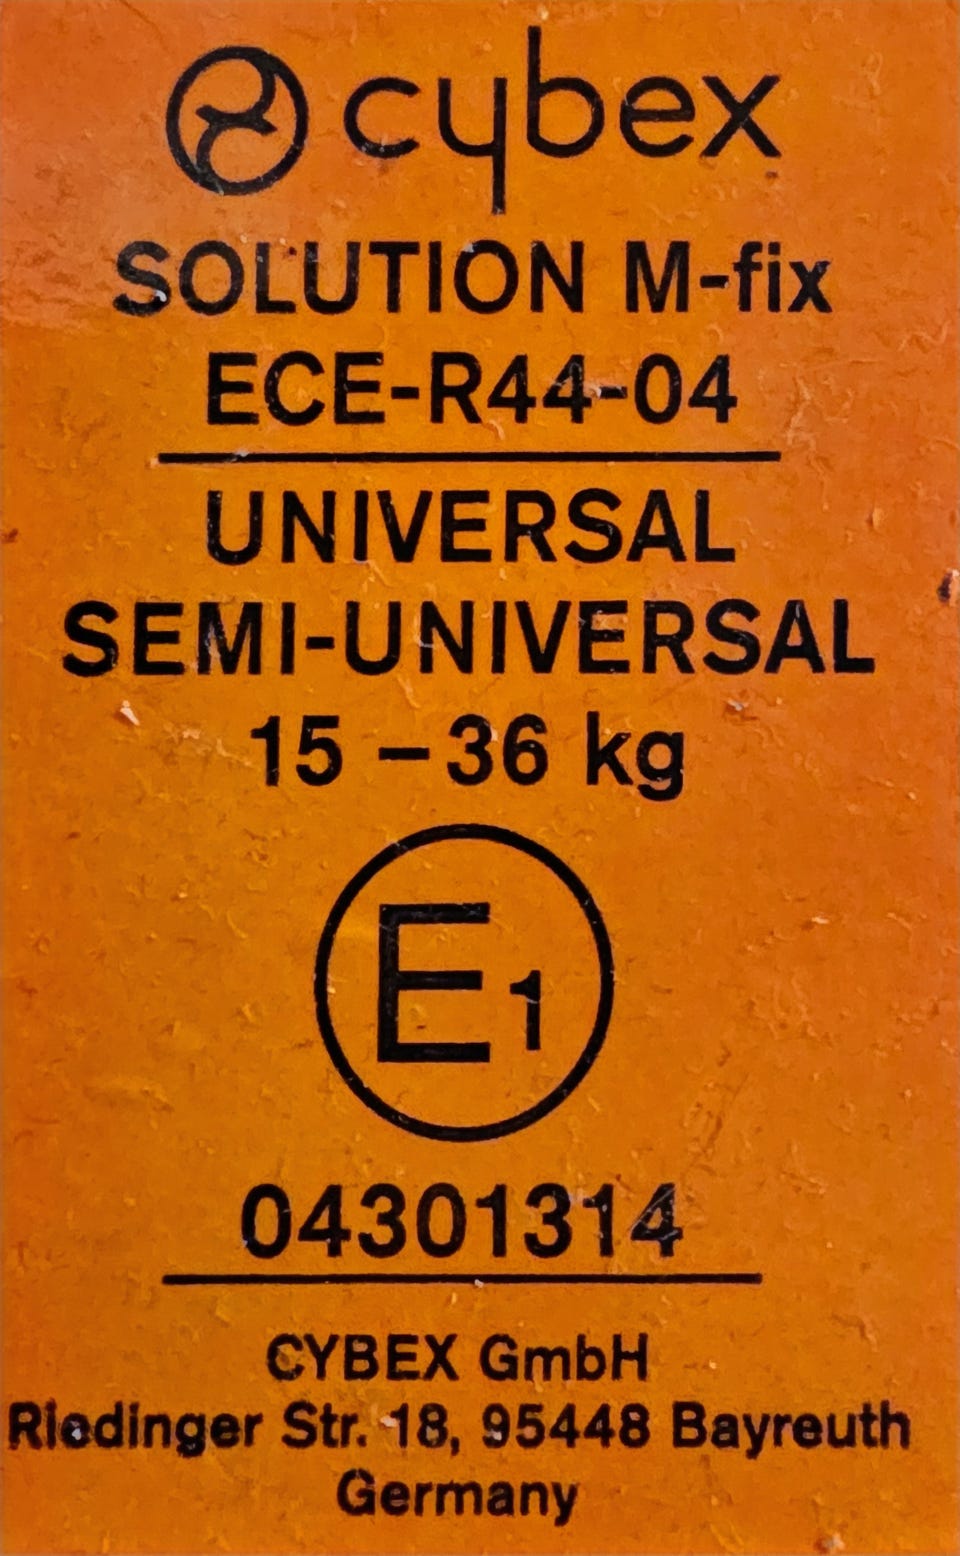 cybex
SOLUTION M-fix
ECE-R44-04
UNIVERSAL
SEMI-UNIVERSAL
15 – 36 kg
E1
04301314
CYBEX GmbH
Riedinger Str. 18, 95448 Bayreuth
Germany